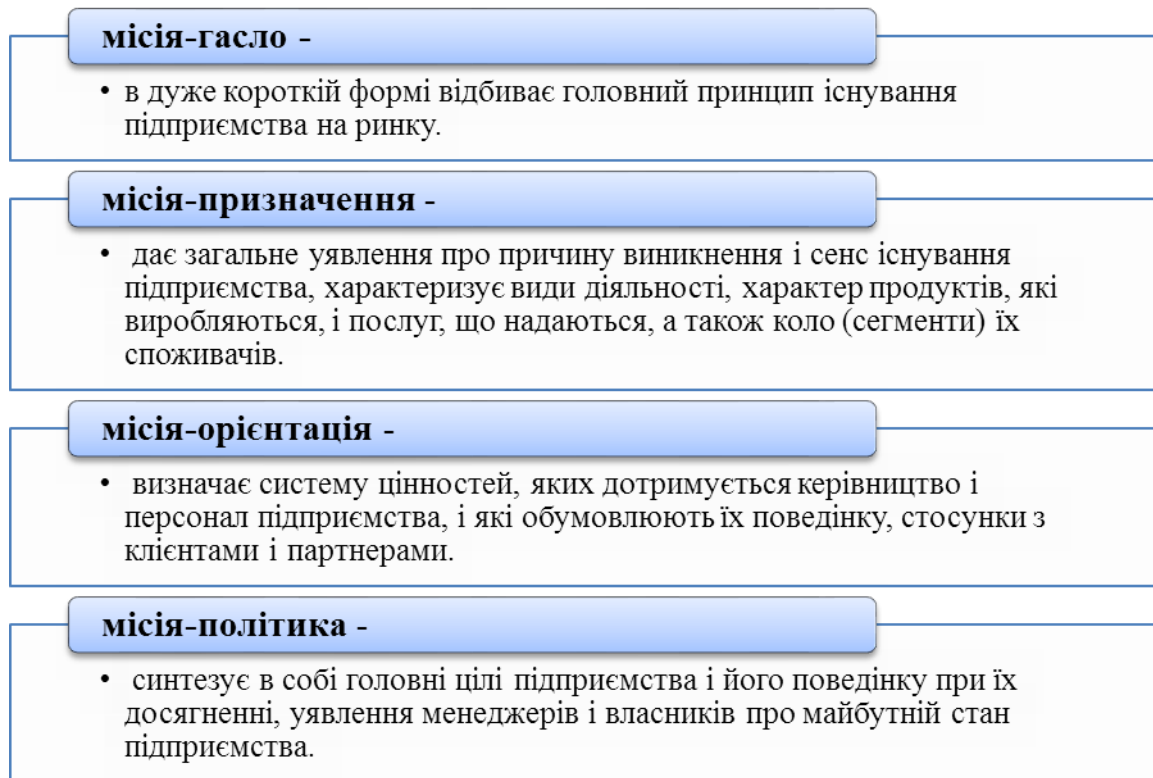 місія-гасло -
• в дуже короткій формі відбиває головний принцип існування
підприємства на ринку.
місія-призначення -
• дає загальне уявлення про причину виникнення і сенс існування
підприємства, характеризує види діяльності, характер продуктів, які
виробляються, і послуг, що надаються, а також коло (сегменти) їх
споживачів.
місія-орієнтація -
• визначає систему цінностей, яких дотримується керівництво і
персонал підприємства, і які обумовлюють їх поведінку, стосунки з
клієнтами і партнерами.
місія-політика -
• синтезує в собі головні цілі підприємства і його поведінку при їх
досягненні, уявлення менеджерів і власників про майбутній стан
підприємства.